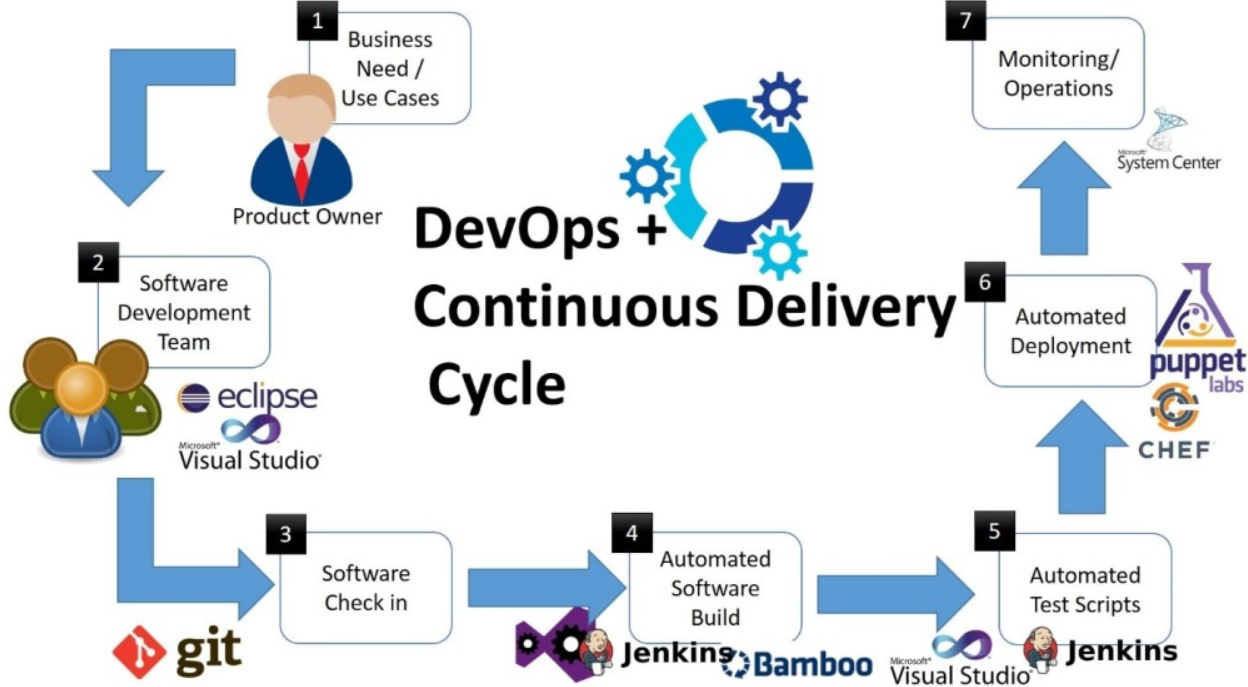 1
Business
Need /
Use Cases
Product Owner
DevOps +
Continuous Delivery
Cycle
2
Software
Development
Team
eclipse
Microsoft®
Visual Studio®
3
Software
Check in
git
4
Automated
Software
Build
Jenkins
Bamboo
5
Automated
Test Scripts
Microsoft®
Visual Studio®
Jenkins
6
Automated
Deployment
puppet
labs
CHEF
7
Monitoring/
Operations
Microsoft®
System Center